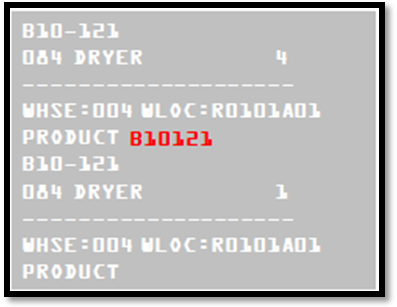 B10-121
084 DRYER 4
--------------------
WHSE:004 WLOC:R0101A01
PRODUCT B10121
B10-121
084 DRYER 1
--------------------
WHSE:004 WLOC:R0101A01
PRODUCT